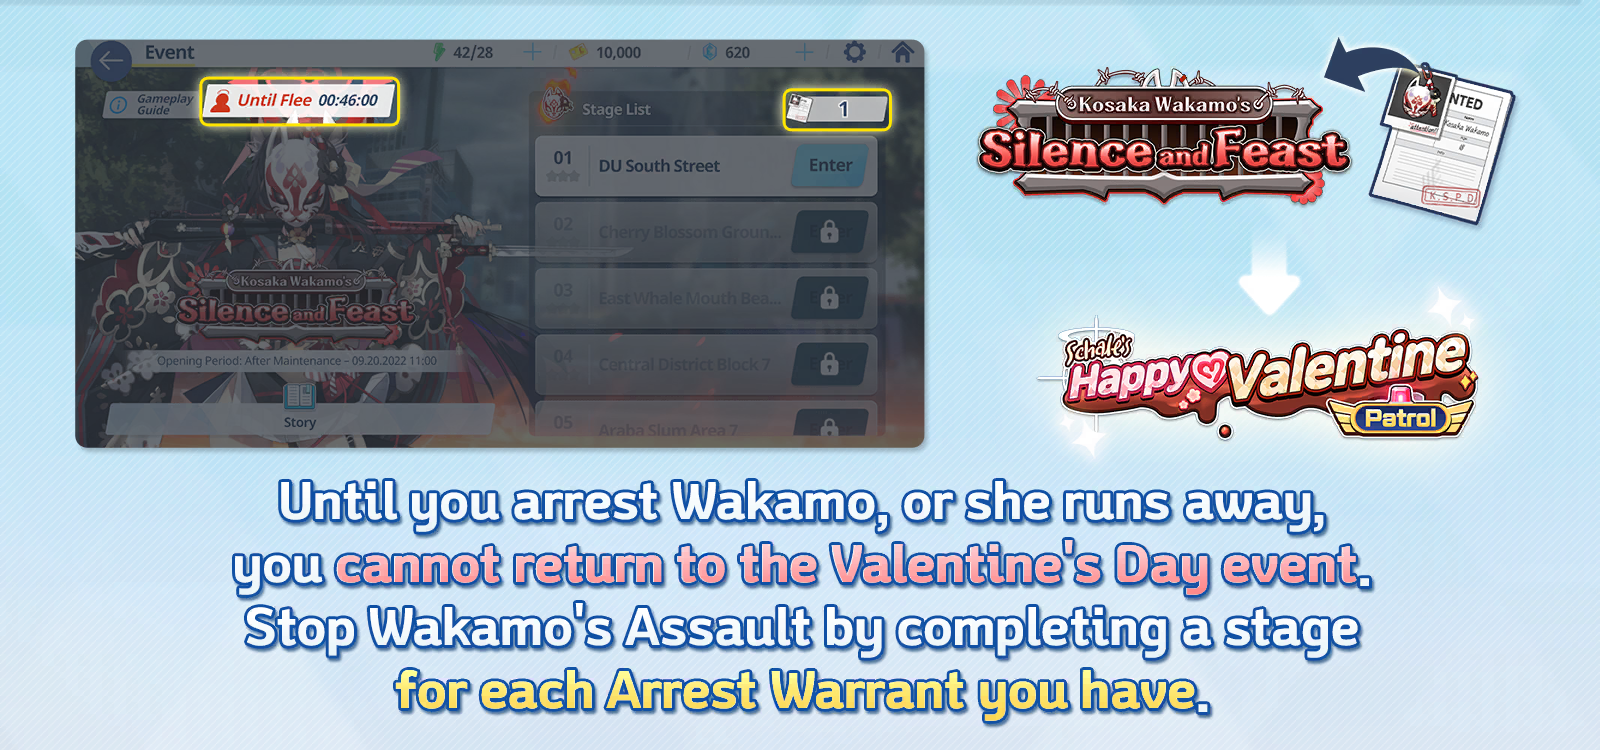 Event
42/28
10,000
620
Gameplay
Guide
Until Flee 00:46:00
Kosaka Wakamo's
Silence and Feast
Opening Period: After Maintenance – 09.20.2022 11:00
Story
Stage List
1
01
DU South Street
Enter
02
Cherry Blossom Groun...
03
East Whale Mouth Bea...
04
Central District Block 7
05
Araba Slum Area 7
Kosaka Wakamo's
Silence and Feast
NTED
Kosaka Wakamo
K.S.P.D
Schale's
Happy Valentine
Patrol
Until you arrest Wakamo, or she runs away,
you cannot return to the Valentine's Day event.
Stop Wakamo's Assault by completing a stage
for each Arrest Warrant you have.